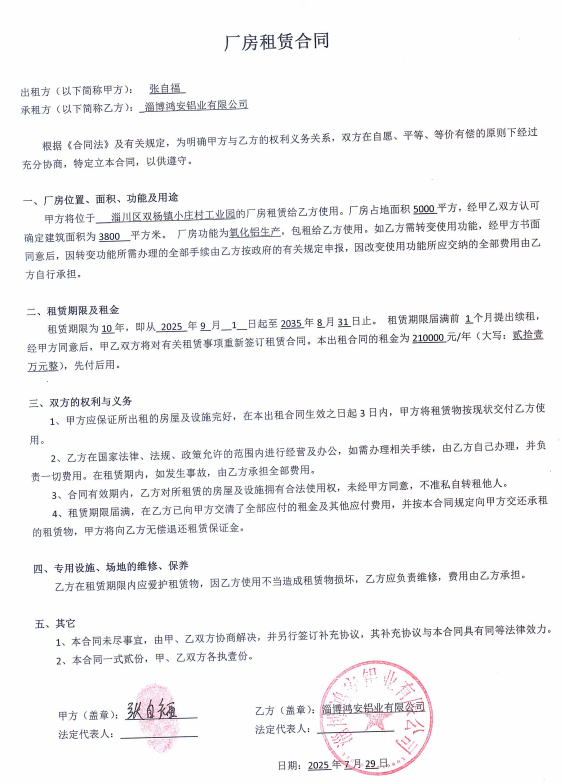 厂房租赁合同
出租方（以下简称甲方）： 张自福
承租方（以下简称乙方）： 淄博鸿安铝业有限公司
根据《合同法》及有关规定，为明确甲方与乙方的权利义务关系，双方在自愿、平等、等价有偿的原则下经过
充分协商，特定立本合同，以供遵守。
一、厂房位置、面积、功能及用途
甲方将位于 淄川区双杨镇小庄村工业园的厂房租赁给乙方使用。厂房占地面积 5000 平方，经甲乙双方认可
确定建筑面积为 3800 平方米。 厂房功能为氧化铝生产，包租给乙方使用。如乙方需转变使用功能，经甲方书面
同意后，因转变功能所需办理的全部手续由乙方按政府的有关规定申报，因改变使用功能所应交纳的全部费用由乙
方自行承担。
二、租赁期限及租金
租赁期限为 10 年，即从 2025 年 9 月 1 日起至 2035 年 8 月 31 日止。 租赁期限届满前 1 个月提出续租，
经甲方同意后，甲乙双方将对有关租赁事项重新签订租赁合同。本出租合同的租金为 210000 元/年（大写：贰拾壹
万元整），先付后用。
三、双方的权利与义务
1、甲方应保证所出租的房屋及设施完好，在本出租合同生效之日起 3 日内，甲方将租赁物按现状交付乙方使
用。
2、乙方在国家法律、法规、政策允许的范围内进行经营及办公，如需办理相关手续，由乙方自己办理，并负
责一切费用。在租赁期内，如发生事故，由乙方承担全部费用。
3、合同有效期内，乙方对所租赁的房屋及设施拥有合法使用权，未经甲方同意，不准私自转租他人。
4、租赁期限届满，在乙方已向甲方交清了全部应付的租金及其他应付费用，并按本合同规定向甲方交还承租
的租赁物，甲方将向乙方无偿退还租赁保证金。
四、专用设施、场地的维修、保养
乙方在租赁期限内应爱护租赁物，因乙方使用不当造成租赁物损坏，乙方应负责维修，费用由乙方承担。
五、其它
1、本合同未尽事宜，由甲、乙双方协商解决，并另行签订补充协议，其补充协议与本合同具有同等法律效力。
2、本合同一式贰份，甲、乙双方各执壹份。
甲方（盖章）：张自福
乙方（盖章）：淄博鸿安铝业有限公司
法定代表人：
法定代表人：
淄博鸿安铝业有限公司
日期：2025 年 7 月 29 日